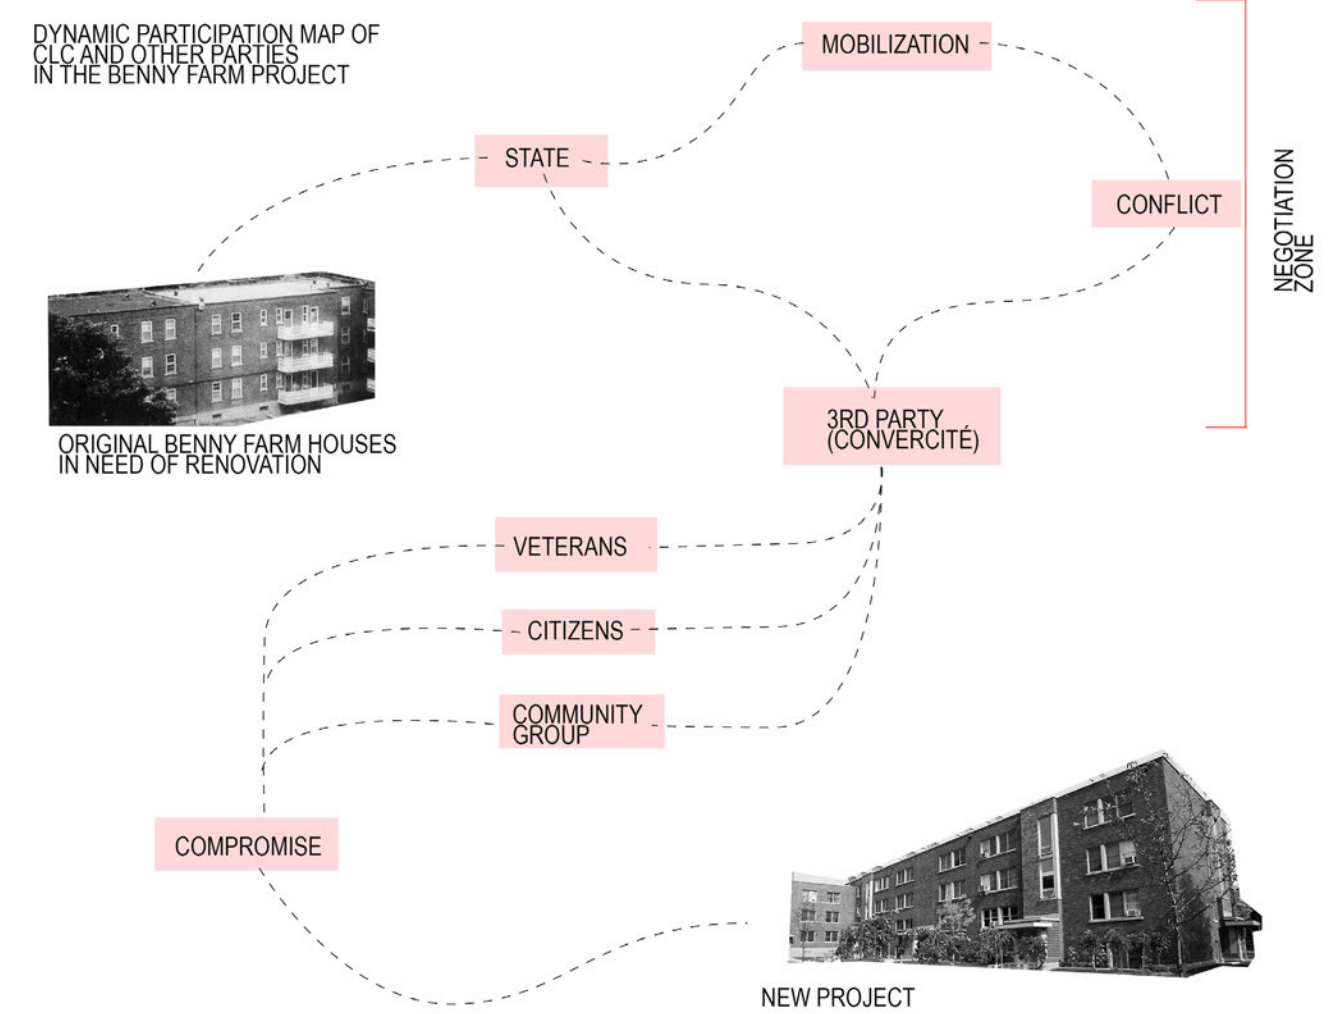 DYNAMIC PARTICIPATION MAP OF
CLC AND OTHER PARTIES
IN THE BENNY FARM PROJECT
MOBILIZATION
STATE
CONFLICT
NEGOTIATION
ZONE
ORIGINAL BENNY FARM HOUSES
IN NEED OF RENOVATION
3RD PARTY
(CONVERCITÉ)
VETERANS
CITIZENS
COMMUNITY
GROUP
COMPROMISE
NEW PROJECT